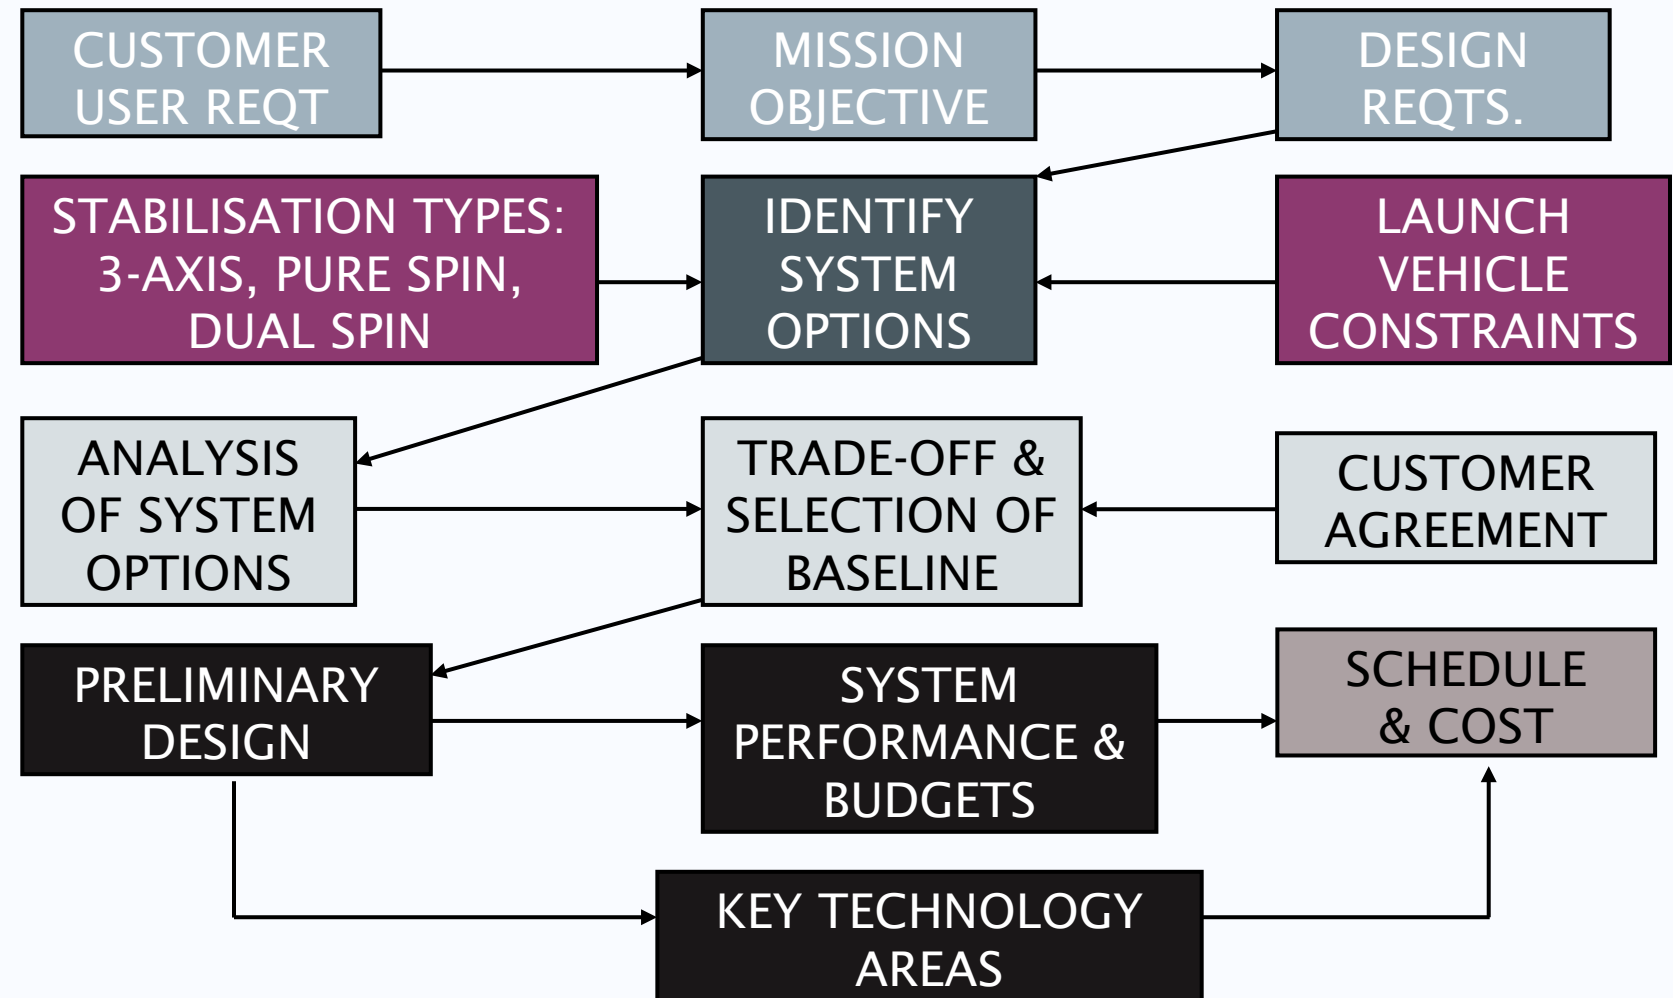 CUSTOMER
USER REQT
MISSION
OBJECTIVE
DESIGN
REQTS.
STABILISATION TYPES:
3-AXIS, PURE SPIN,
DUAL SPIN
IDENTIFY
SYSTEM
OPTIONS
LAUNCH
VEHICLE
CONSTRAINTS
ANALYSIS
OF SYSTEM
OPTIONS
TRADE-OFF &
SELECTION OF
BASELINE
CUSTOMER
AGREEMENT
PRELIMINARY
DESIGN
SYSTEM
PERFORMANCE &
BUDGETS
SCHEDULE
& COST
KEY TECHNOLOGY
AREAS